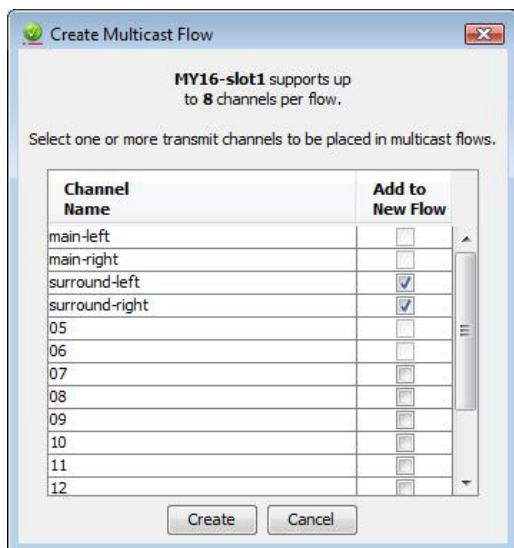 Create Multicast Flow
MY16-slot1 supports up
to 8 channels per flow.
Select one or more transmit channels to be placed in multicast flows.
Channel Name
Add to New Flow
main-left
main-right
surround-left
surround-right
05
06
07
08
09
10
11
12
Create
Cancel